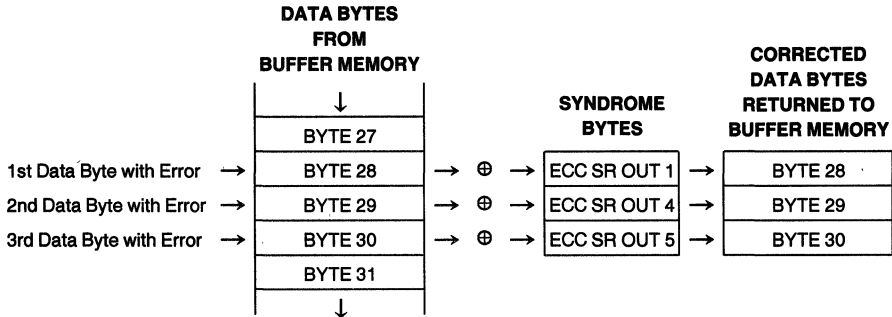 DATA BYTES
FROM
BUFFER MEMORY
CORRECTED
DATA BYTES
RETURNED TO
BUFFER MEMORY
SYNDROME
BYTES
↓
BYTE 27
1st Data Byte with Error → BYTE 28 → ⊕ → ECC SR OUT 1 → BYTE 28
2nd Data Byte with Error → BYTE 29 → ⊕ → ECC SR OUT 4 → BYTE 29
3rd Data Byte with Error → BYTE 30 → ⊕ → ECC SR OUT 5 → BYTE 30
BYTE 31
↓